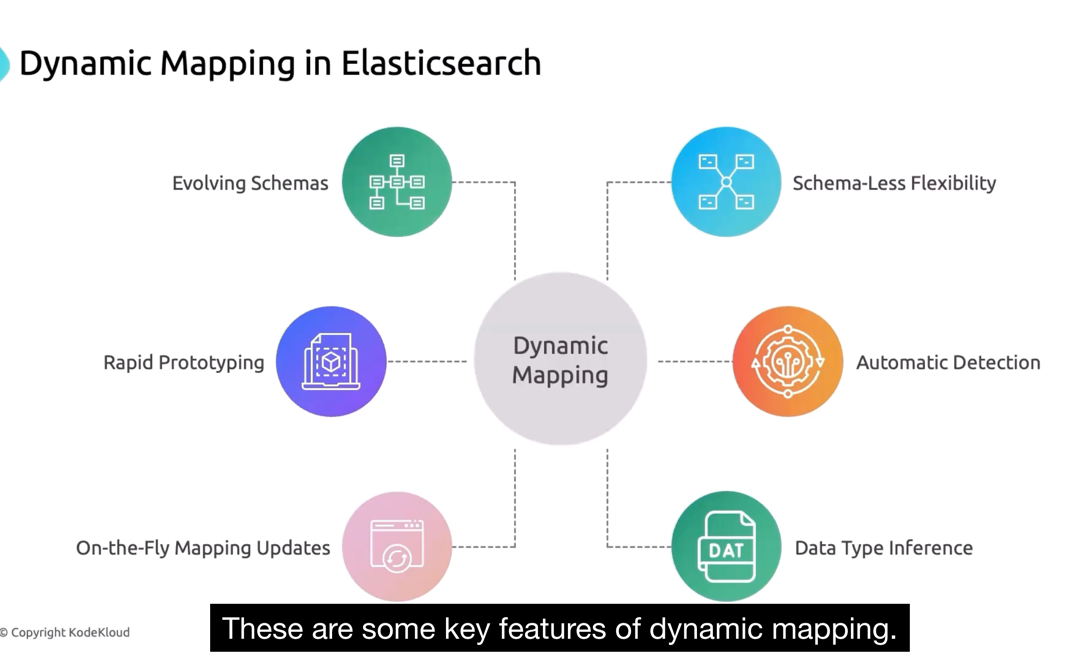 Dynamic Mapping in Elasticsearch
Evolving Schemas
Schema-Less Flexibility
Rapid Prototyping
Dynamic
Mapping
Automatic Detection
On-the-Fly Mapping Updates
DAT
Data Type Inference
© Copyright KodeKloud
These are some key features of dynamic mapping.